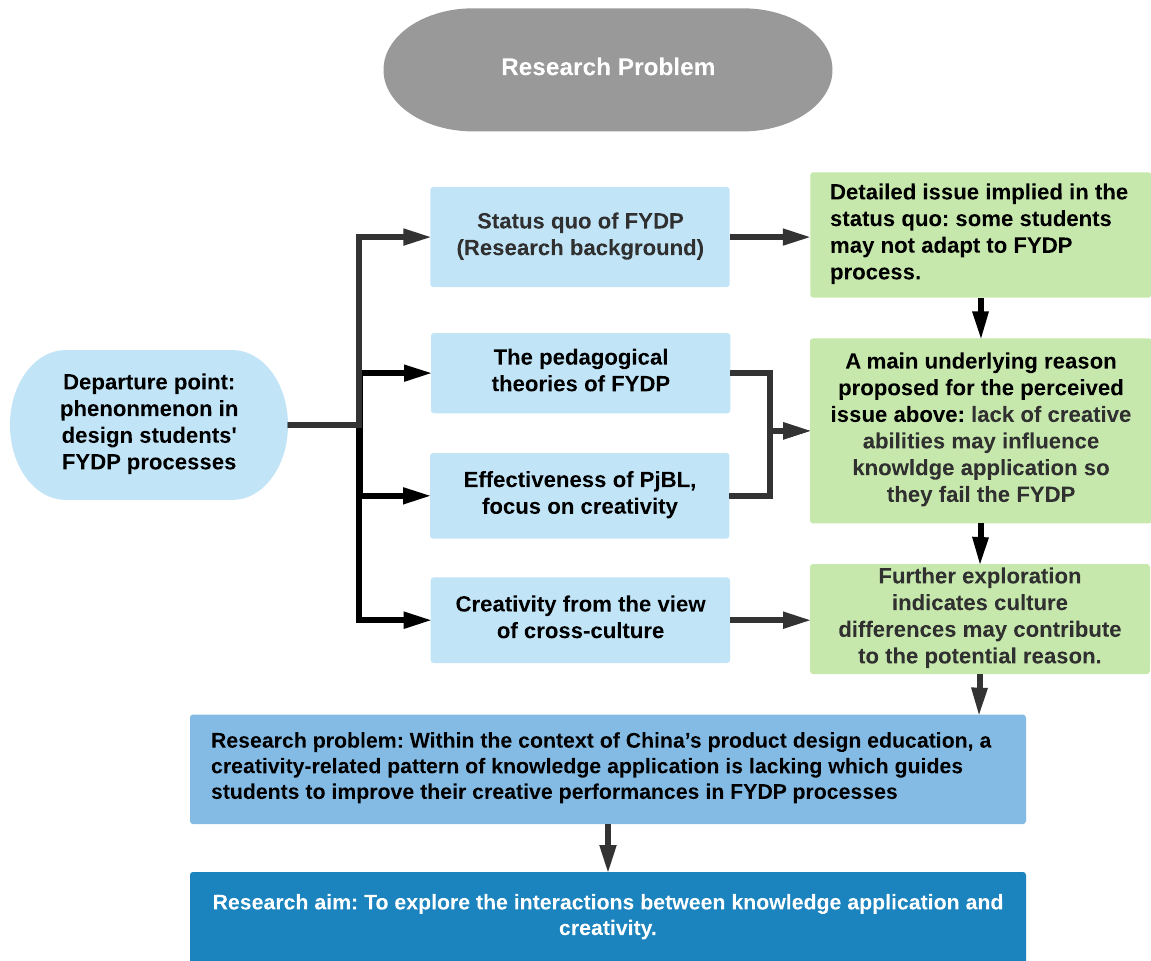 Research Problem
Status quo of FYDP
(Research background)
Detailed issue implied in the
status quo: some students
may not adapt to FYDP
process.
Departure point:
phenonmenon in
design students'
FYDP processes
The pedagogical
theories of FYDP
Effectiveness of PjBL,
focus on creativity
A main underlying reason
proposed for the perceived
issue above: lack of creative
abilities may influence
knowldge application so
they fail the FYDP
Creativity from the view
of cross-culture
Further exploration
indicates culture
differences may contribute
to the potential reason.
Research problem: Within the context of China’s product design education, a
creativity-related pattern of knowledge application is lacking which guides
students to improve their creative performances in FYDP processes
Research aim: To explore the interactions between knowledge application and
creativity.